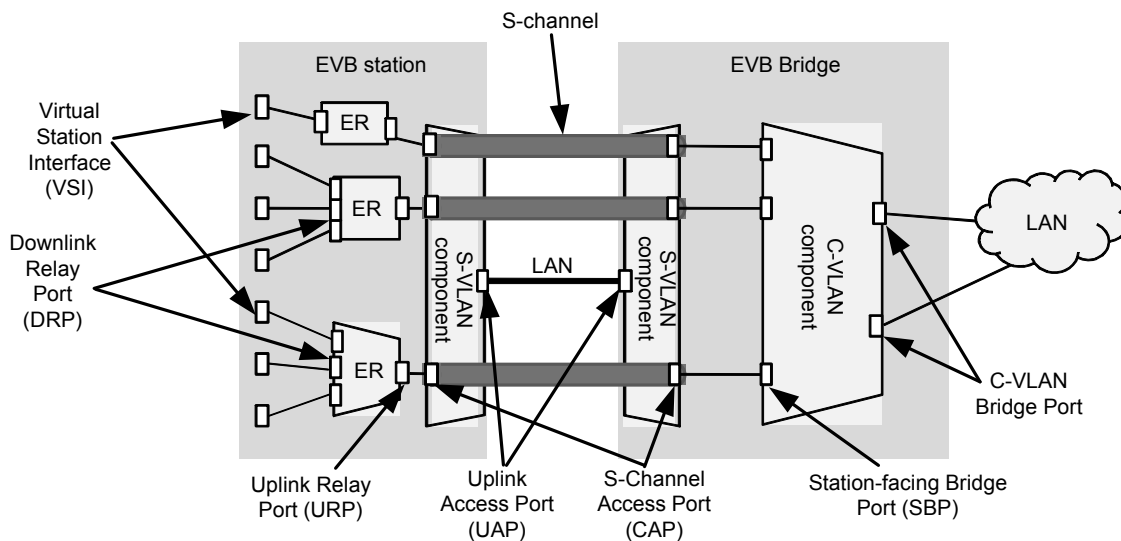 S-channel
EVB station
EVB Bridge
Virtual
Station
Interface
(VSI)
ER
ER
Downlink
Relay
Port
(DRP)
ER
S-VLAN
component
LAN
S-VLAN
component
C-VLAN
component
LAN
C-VLAN
Bridge Port
Uplink Relay
Port (URP)
Uplink
Access Port
(UAP)
S-Channel
Access Port
(CAP)
Station-facing Bridge
Port (SBP)